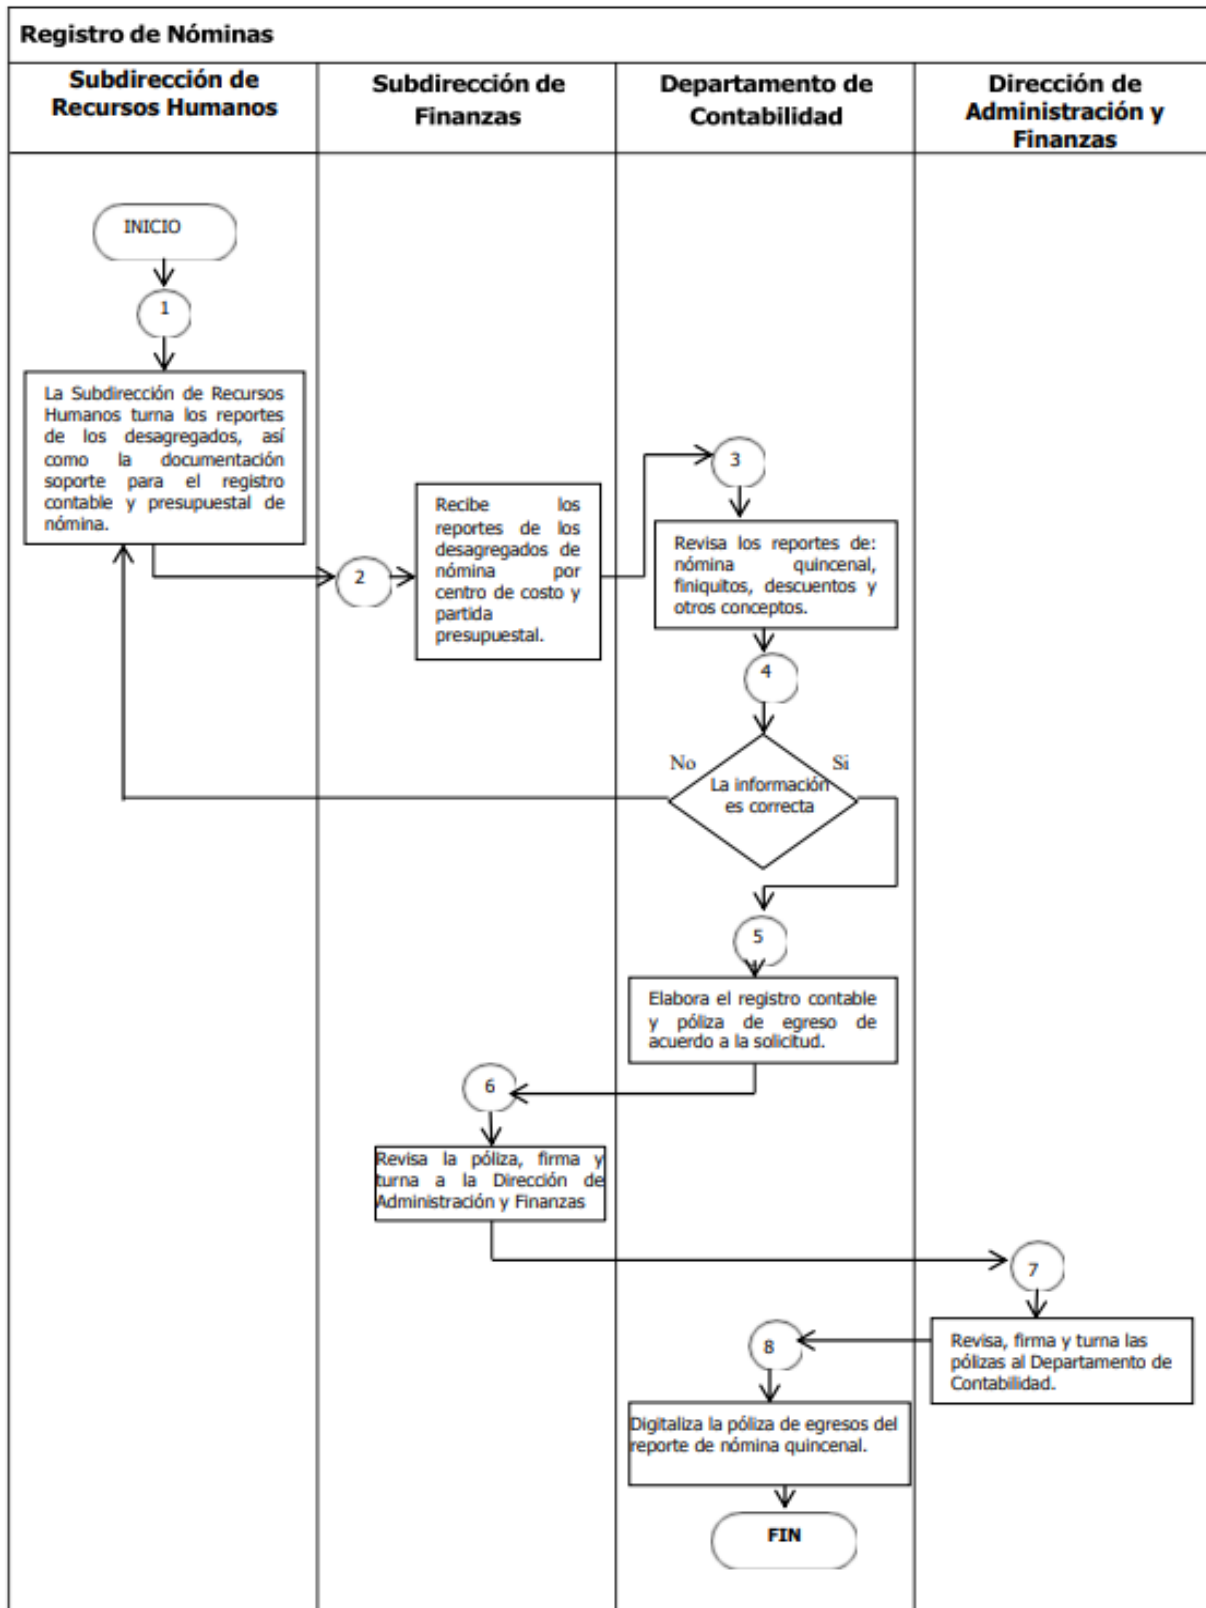 Registro de Nóminas
Subdirección de
Recursos Humanos
Subdirección de
Finanzas
Departamento de
Contabilidad
Dirección de
Administración y
Finanzas
INICIO
1
La Subdirección de Recursos
Humanos turna los reportes
de los desagregados, así
como la documentación
soporte para el registro
contable y presupuestal de
nómina.
2
Recibe los
reportes de los
desagregados de
nómina por
centro de costo y
partida
presupuestal.
3
Revisa los reportes de:
nómina quincenal,
finiquitos, descuentos y
otros conceptos.
4
No
Si
La información
es correcta
5
Elabora el registro contable
y póliza de egreso de
acuerdo a la solicitud.
6
Revisa la póliza, firma y
turna a la Dirección de
Administración y Finanzas
7
Revisa, firma y turna las
pólizas al Departamento de
Contabilidad.
8
Digitaliza la póliza de egresos del
reporte de nómina quincenal.
FIN